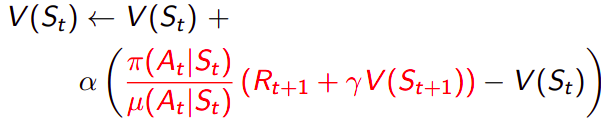 V(S_t) ← V(S_t) +
α ( π(A_t|S_t) / μ(A_t|S_t) (R_{t+1} + γV(S_{t+1})) − V(S_t) )